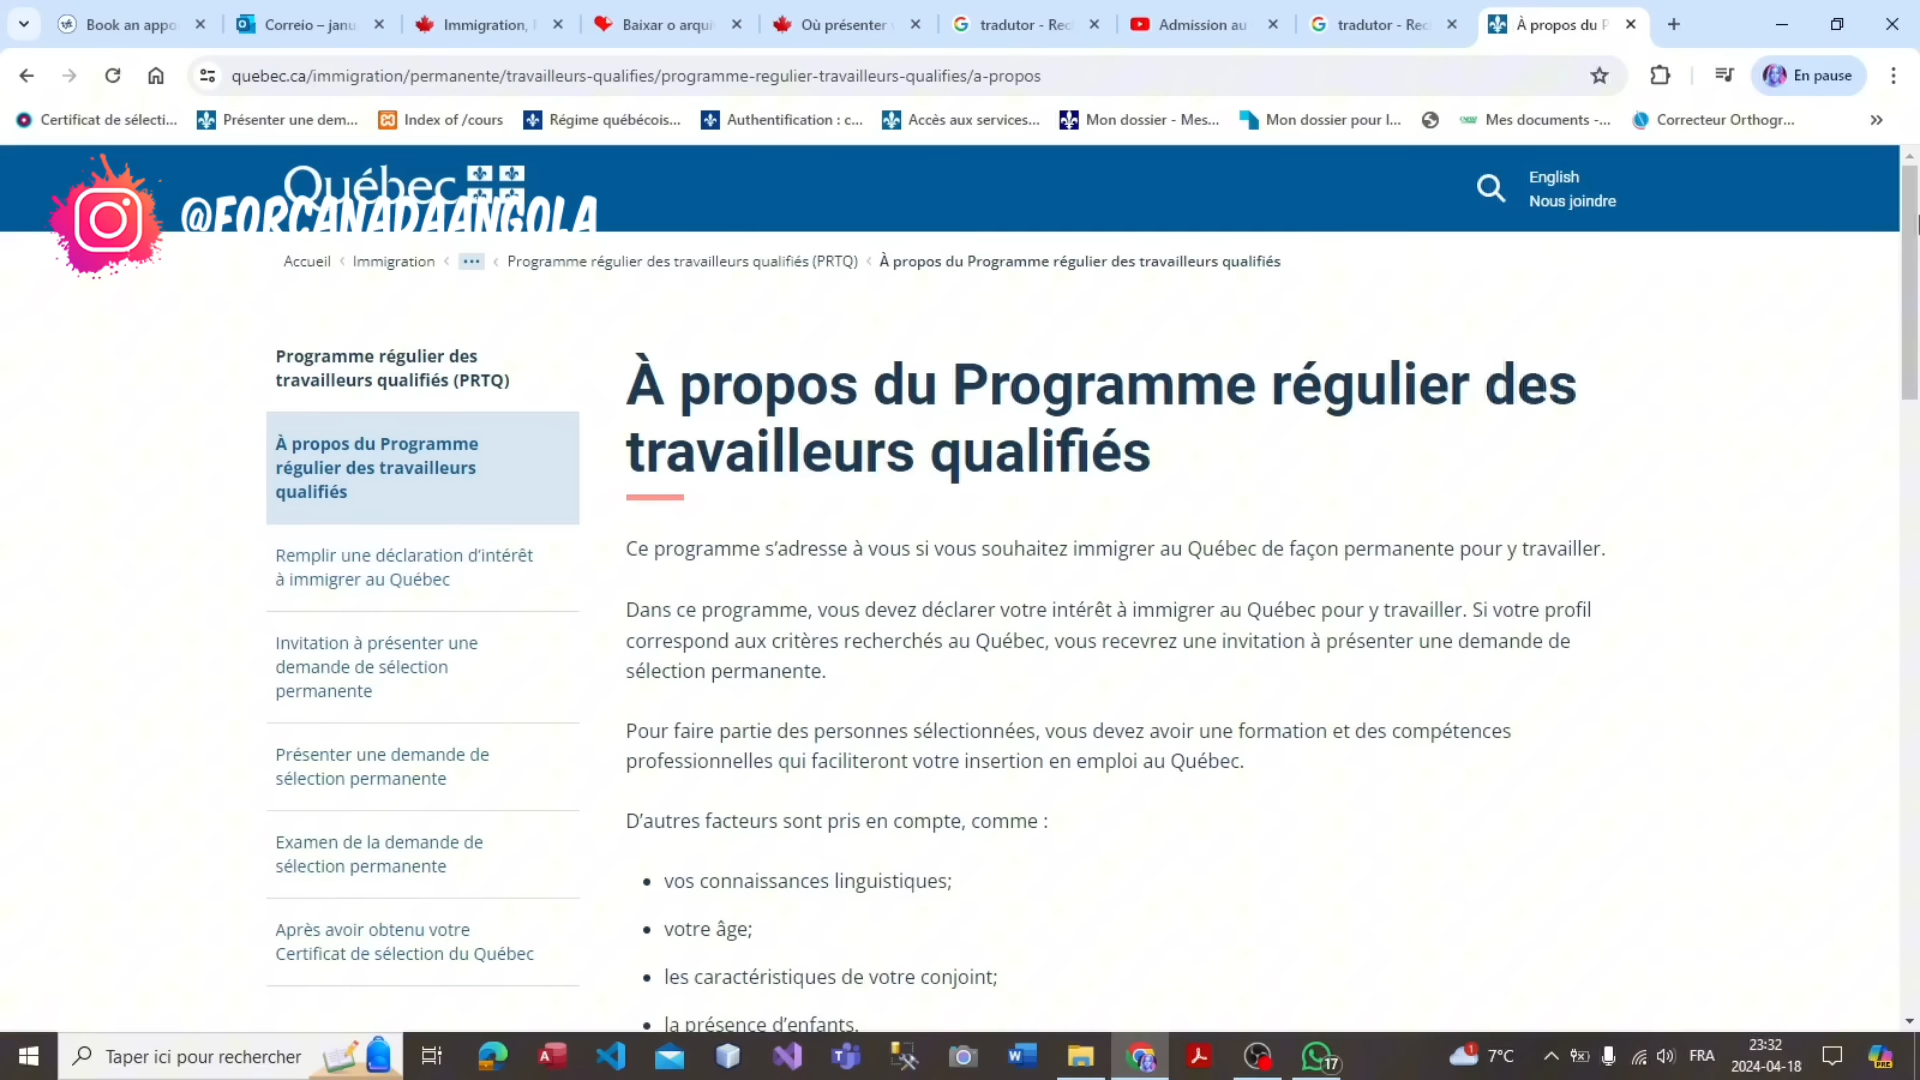 Book an appo
Correio – janu
Immigration,
Baixar o arqui
Où présenter
tradutor - Rec
Admission au
tradutor - Rec
À propos du P
quebec.ca/immigration/permanente/travailleurs-qualifies/programme-regulier-travailleurs-qualifies/a-propos
En pause
Certificat de sélecti...
Présenter une dem...
Index of /cours
Régime québécois...
Authentification : c...
Accès aux services...
Mon dossier - Mes...
Mon dossier pour l...
Mes documents -...
Correcteur Orthogr...
Québec
@FORCANADAANGOLA
English
Nous joindre
Accueil ‹ Immigration ‹ ••• ‹ Programme régulier des travailleurs qualifiés (PRTQ) ‹ À propos du Programme régulier des travailleurs qualifiés
Programme régulier des
travailleurs qualifiés (PRTQ)
À propos du Programme
régulier des travailleurs
qualifiés
Remplir une déclaration d’intérêt
à immigrer au Québec
Invitation à présenter une
demande de sélection
permanente
Présenter une demande de
sélection permanente
Examen de la demande de
sélection permanente
Après avoir obtenu votre
Certificat de sélection du Québec
À propos du Programme régulier des
travailleurs qualifiés
Ce programme s’adresse à vous si vous souhaitez immigrer au Québec de façon permanente pour y travailler.
Dans ce programme, vous devez déclarer votre intérêt à immigrer au Québec pour y travailler. Si votre profil
correspond aux critères recherchés au Québec, vous recevrez une invitation à présenter une demande de
sélection permanente.
Pour faire partie des personnes sélectionnées, vous devez avoir une formation et des compétences
professionnelles qui faciliteront votre insertion en emploi au Québec.
D’autres facteurs sont pris en compte, comme :
• vos connaissances linguistiques;
• votre âge;
• les caractéristiques de votre conjoint;
• la présence d’enfants.
Taper ici pour rechercher
17
1
7°C
FRA
23:32
2024-04-18